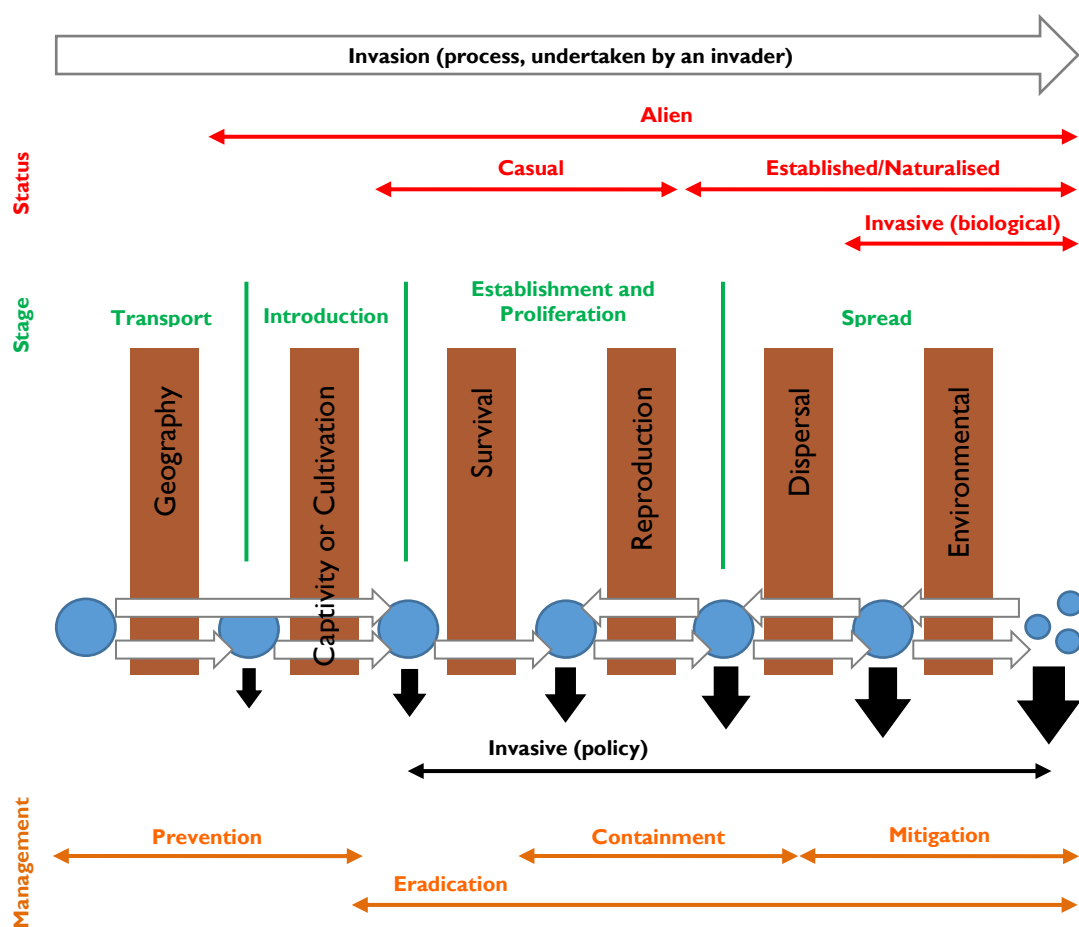 Invasion (process, undertaken by an invader)
Status
Alien
Casual
Established/Naturalised
Invasive (biological)
Stage
Transport
Introduction
Establishment and
Proliferation
Spread
Geography
Captivity or Cultivation
Survival
Reproduction
Dispersal
Environmental
Invasive (policy)
Management
Prevention
Containment
Mitigation
Eradication